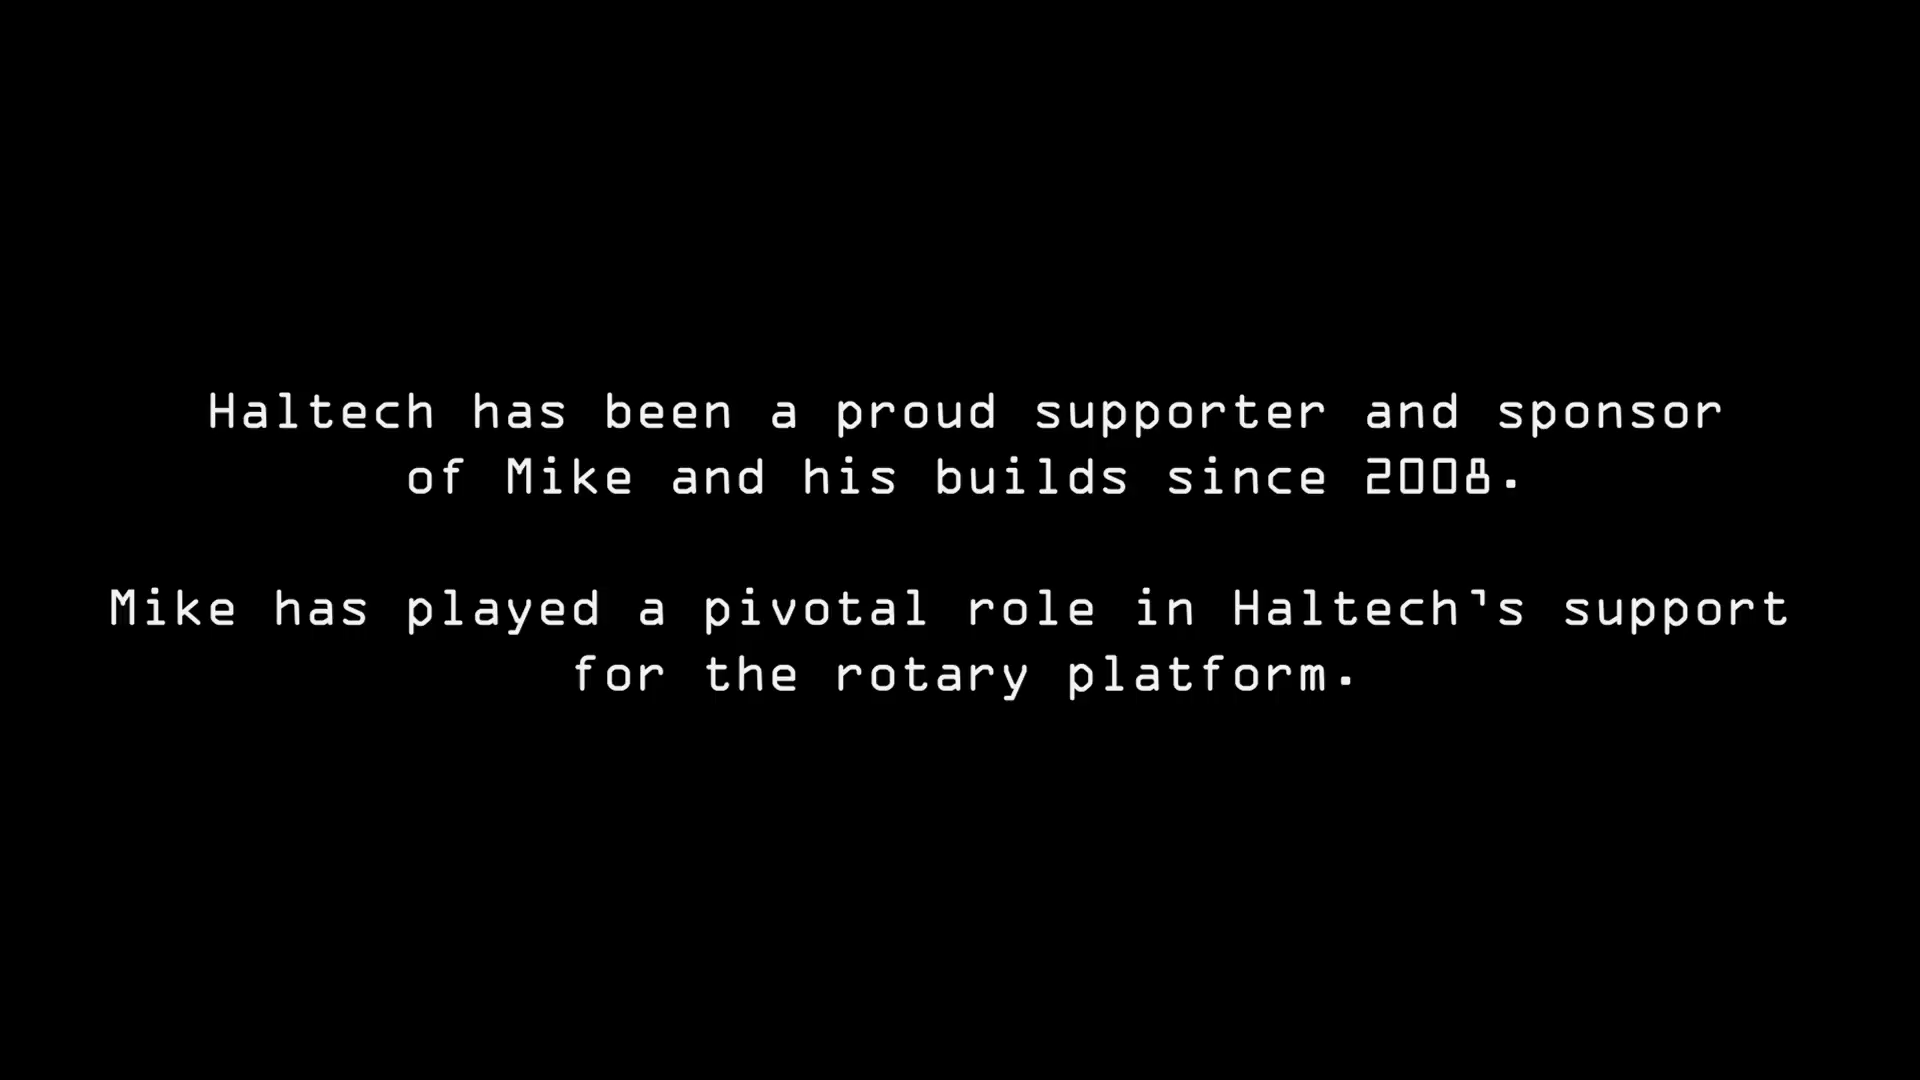 Haltech has been a proud supporter and sponsor
of Mike and his builds since 2008.
Mike has played a pivotal role in Haltech's support
for the rotary platform.